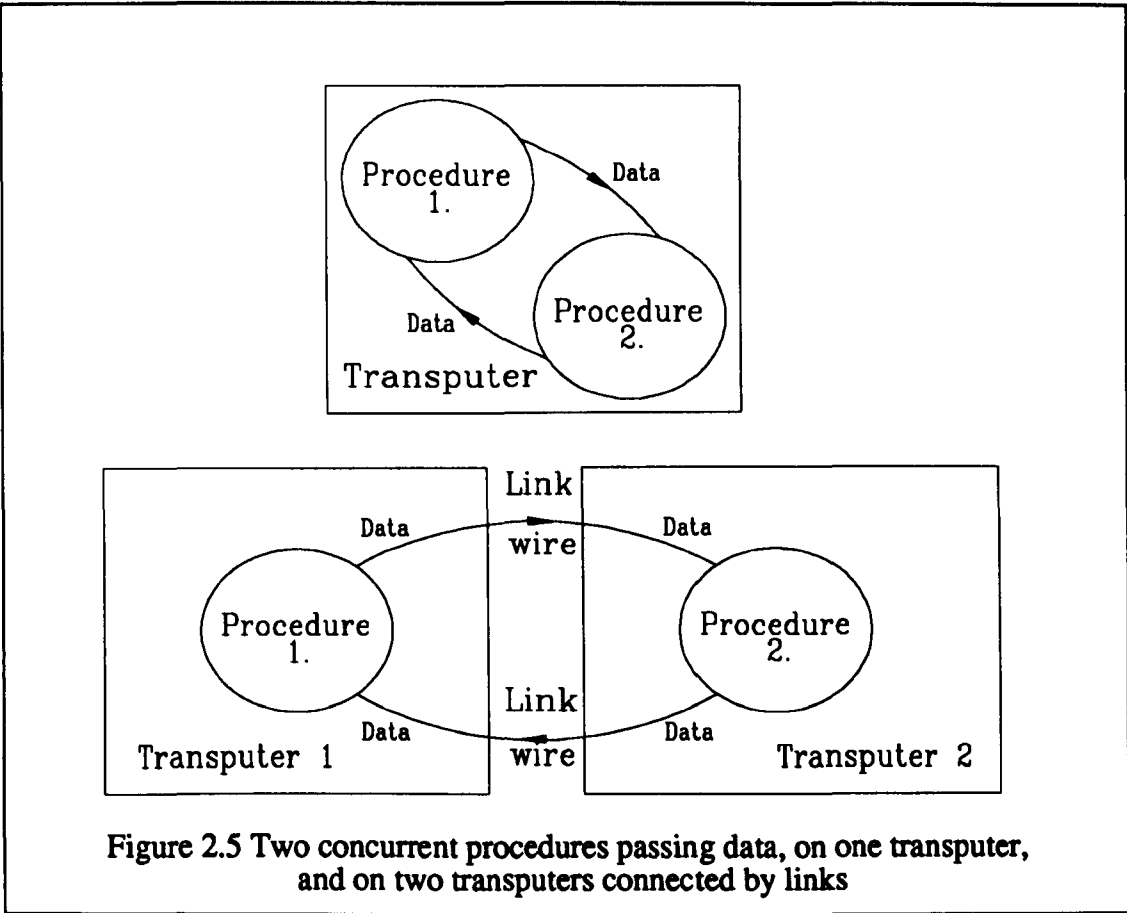 Procedure
1.
Data
Procedure
2.
Data
Transputer
Link
Data
Data
wire
Procedure
1.
Procedure
2.
Link
Data
Data
wire
Transputer 1
Transputer 2
Figure 2.5 Two concurrent procedures passing data, on one transputer,
and on two transputers connected by links